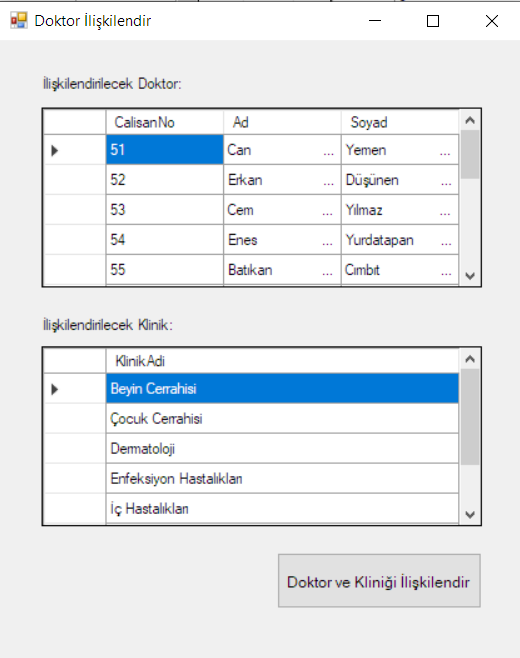 Doktor İlişkilendir
İlişkilendirilecek Doktor:
CalisanNo Ad Soyad
51 Can ... Yemen ...
52 Erkan ... Düşünen ...
53 Cem ... Yılmaz ...
54 Enes ... Yurdatapan ...
55 Batıkan ... Cımbıt ...
İlişkilendirilecek Klinik:
KlinikAdi
Beyin Cerrahisi
Çocuk Cerrahisi
Dermatoloji
Enfeksiyon Hastalıkları
İç Hastalıkları
Doktor ve Kliniği İlişkilendir